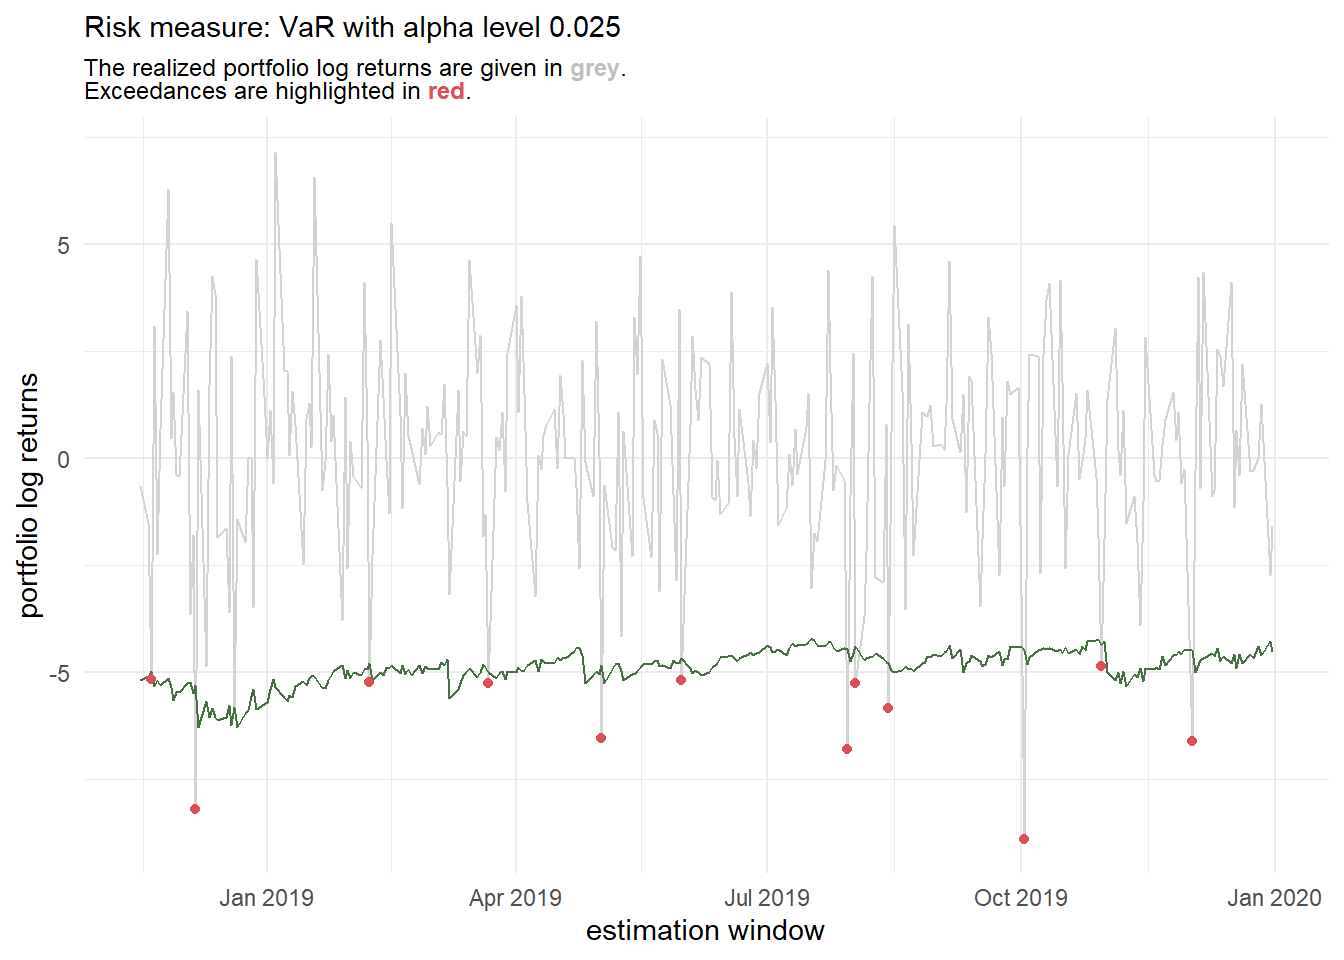 Risk measure: VaR with alpha level 0.025
The realized portfolio log returns are given in grey.
Exceedances are highlighted in red.
portfolio log returns
5
0
-5
Jan 2019
Apr 2019
Jul 2019
Oct 2019
Jan 2020
estimation window